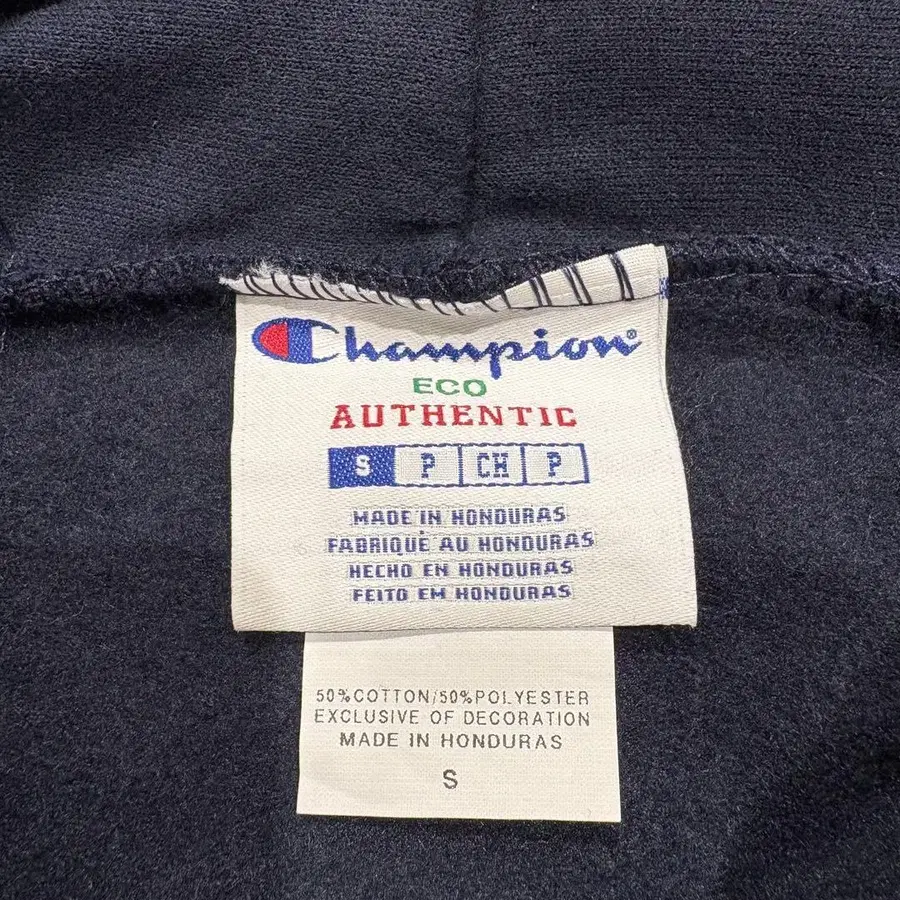 Champion®
ECO
AUTHENTIC
S P CH P
MADE IN HONDURAS
FABRIQUÉ AU HONDURAS
HECHO EN HONDURAS
FEITO EM HONDURAS
50%COTTON/50%POLYESTER
EXCLUSIVE OF DECORATION
MADE IN HONDURAS
S